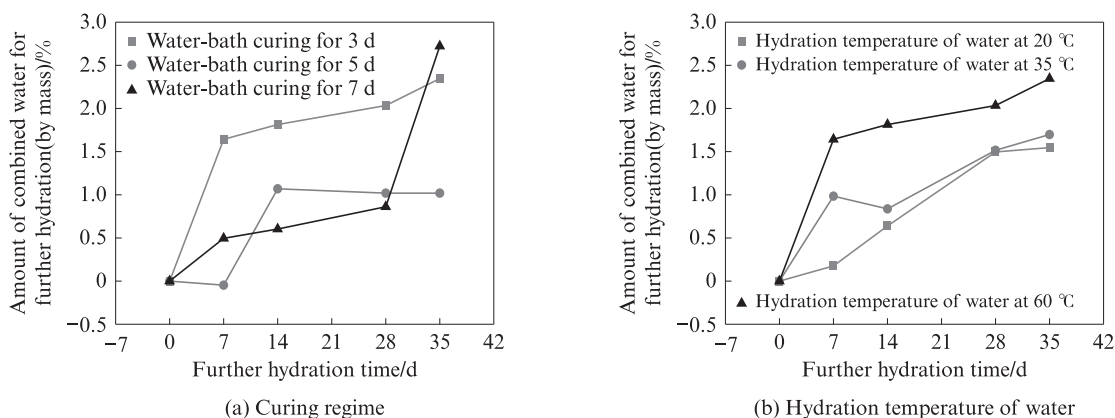 Amount of combined water for
further hydration(by mass)/%
3.0
2.5
2.0
1.5
1.0
0.5
0
−0.5
Water-bath curing for 3 d
Water-bath curing for 5 d
Water-bath curing for 7 d
−7
0
7
14
28
35
42
Further hydration time/d
(a) Curing regime
Amount of combined water for
further hydration(by mass)/%
3.0
2.5
2.0
1.5
1.0
0.5
0
−0.5
Hydration temperature of water at 20 ℃
Hydration temperature of water at 35 ℃
Hydration temperature of water at 60 ℃
−7
0
7
14
28
35
42
Further hydration time/d
(b) Hydration temperature of water